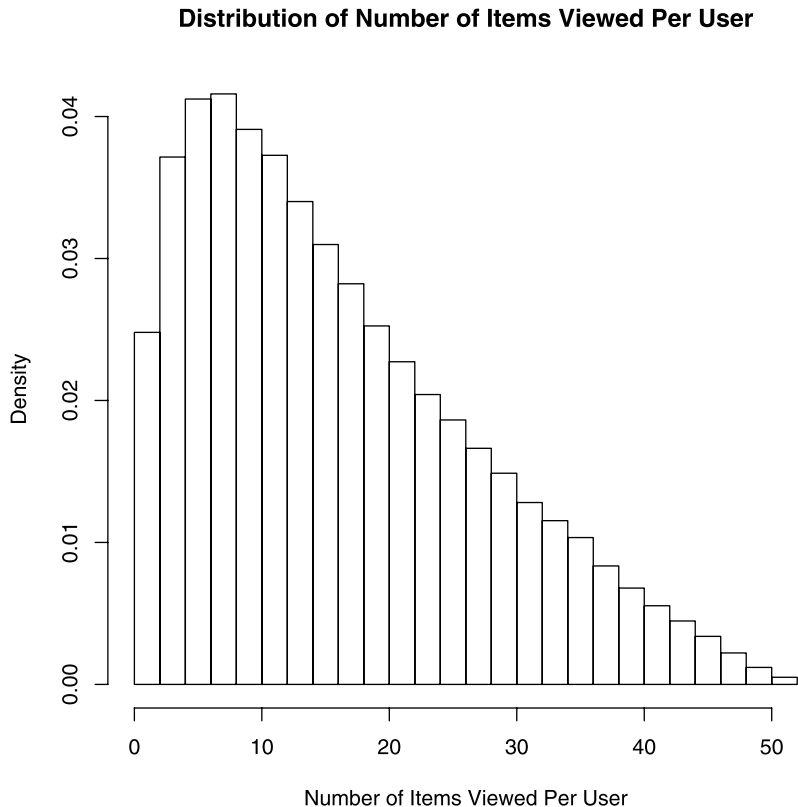 Distribution of Number of Items Viewed Per User
Density
0.04
0.03
0.02
0.01
0.00
0 10 20 30 40 50
Number of Items Viewed Per User